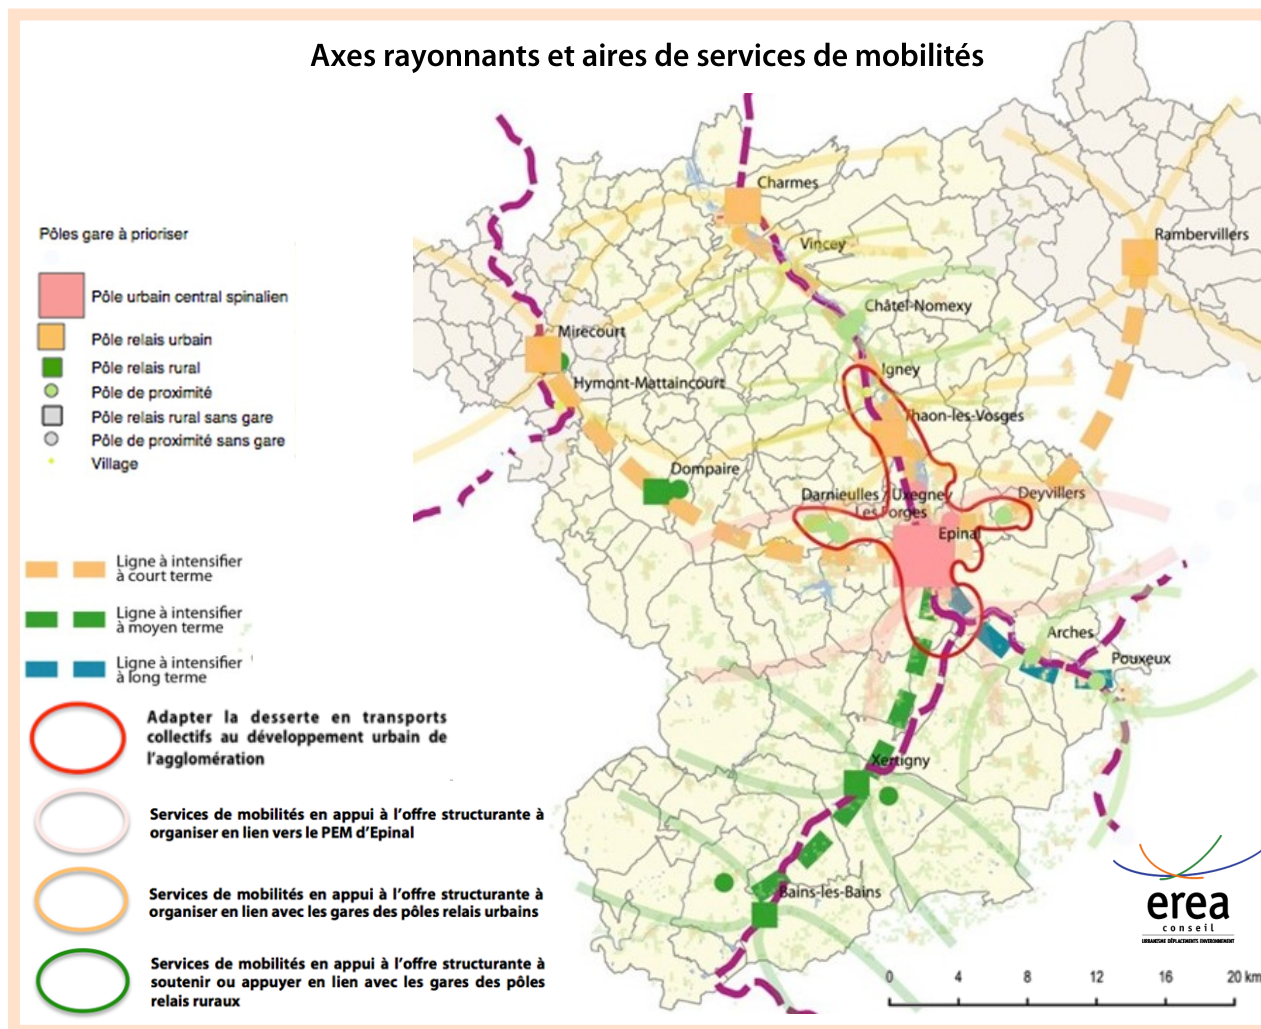 Axes rayonnants et aires de services de mobilités
Pôles gare à prioriser
Pôle urbain central spinalien
Pôle relais urbain
Pôle relais rural
Pôle de proximité
Pôle relais rural sans gare
Pôle de proximité sans gare
Village
Ligne à intensifier
à court terme
Ligne à intensifier
à moyen terme
Ligne à intensifier
à long terme
Adapter la desserte en transports
collectifs au développement urbain de
l'agglomération
Services de mobilités en appui à l'offre structurante à
organiser en lien vers le PEM d'Epinal
Services de mobilités en appui à l'offre structurante à
organiser en lien avec les gares des pôles relais urbains
Services de mobilités en appui à l'offre structurante à
soutenir ou appuyer en lien avec les gares des pôles
relais ruraux
Charmes
Vincey
Rambervillers
Châtel-Nomexy
Mirecourt
Igney
Hymont-Mattaincourt
Thaon-les-Vosges
Dompaire
Darnieulles / Uxegney
Deyvillers
Les Forges
Epinal
Arches
Pouxeux
Xertigny
Bains-les-Bains
erea
conseil
URBANISME DÉPLACEMENTS ENVIRONNEMENT
0 4 8 12 16 20 km